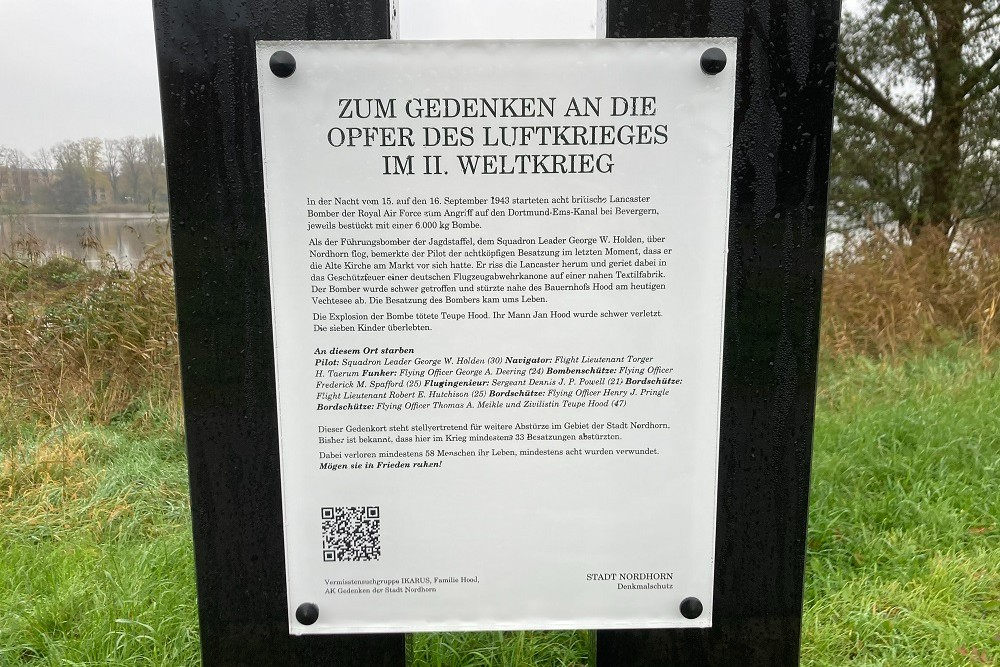 ZUM GEDENKEN AN DIE
OPFER DES LUFTKRIEGES
IM II. WELTKRIEG
In der Nacht vom 15. auf den 16. September 1943 starteten acht britische Lancaster
Bomber der Royal Air Force zum Angriff auf den Dortmund-Ems-Kanal bei Bevergern,
jeweils bestückt mit einer 6.000 kg Bombe.
Als der Führungsbomber der Jagdstaffel, dem Squadron Leader George W. Holden, über
Nordhorn flog, bemerkte der Pilot der achtköpfigen Besatzung im letzten Moment, dass er
die Alte Kirche am Markt vor sich hatte. Er riss die Lancaster herum und geriet dabei in
das Geschützfeuer einer deutschen Flugzeugabwehrkanone auf einer nahen Textilfabrik.
Der Bomber wurde schwer getroffen und stürzte nahe des Bauernhofs Hood am heutigen
Vechtesee ab. Die Besatzung des Bombers kam ums Leben.
Die Explosion der Bombe tötete Teupe Hood. Ihr Mann Jan Hood wurde schwer verletzt.
Die sieben Kinder überlebten.
An diesem Ort starben
Pilot: Squadron Leader George W. Holden (30) Navigator: Flight Lieutenant Torger
H. Taerum Funker: Flying Officer George A. Deering (24) Bombenschütze: Flying Officer
Frederick M. Spafford (25) Flugingenieur: Sergeant Dennis J. P. Powell (21) Bordschütze:
Flight Lieutenant Robert E. Hutchison (25) Bordschütze: Flying Officer Henry J. Pringle
Bordschütze: Flying Officer Thomas A. Meikle und Zivilistin Teupe Hood (47)
Dieser Gedenkort steht stellvertretend für weitere Abstürze im Gebiet der Stadt Nordhorn.
Bisher ist bekannt, dass hier im Krieg mindestens 33 Besatzungen abstürzten.
Dabei verloren mindestens 58 Menschen ihr Leben, mindestens acht wurden verwundet.
Mögen sie in Frieden ruhen!
Vermisstensuchgruppe IKARUS, Familie Hood,
AK Gedenken der Stadt Nordhorn
STADT NORDHORN
Denkmalschutz